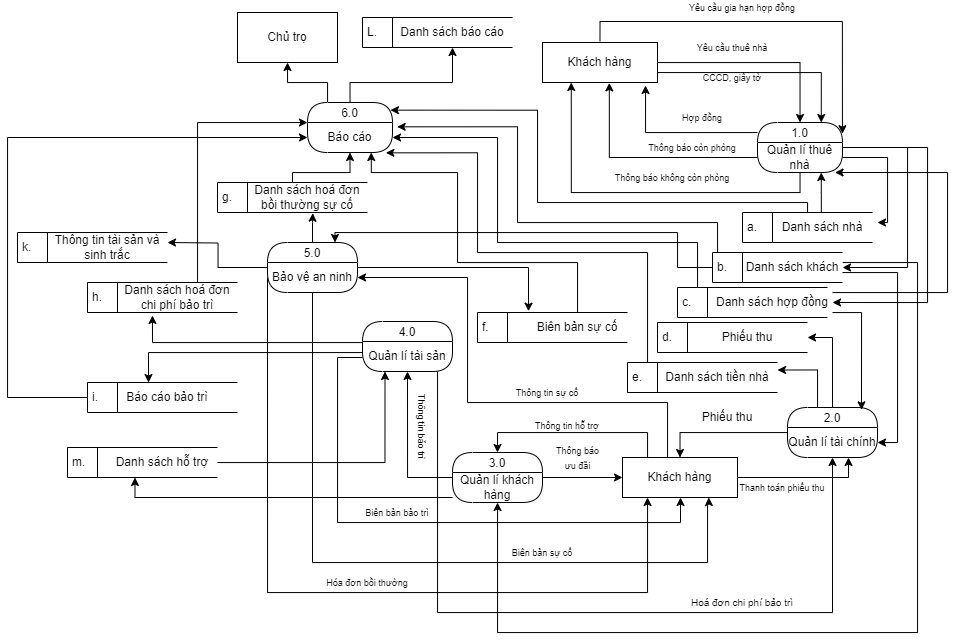 Yêu cầu gia hạn hợp đồng
Chủ trọ
L.
Danh sách báo cáo
Khách hàng
Yêu cầu thuê nhà
CCCD, giấy tờ
6.0
Báo cáo
Hợp đồng
1.0
Quản lí thuê
nhà
Thông báo còn phòng
Thông báo không còn phòng
g.
Danh sách hoá đơn
bồi thường sự cố
a.
Danh sách nhà
k.
Thông tin tài sản và
sinh trắc
5.0
Bảo vệ an ninh
b.
Danh sách khách
h.
Danh sách hoá đơn
chi phí bảo trì
c.
Danh sách hợp đồng
f.
Biên bản sự cố
4.0
Quản lí tài sản
d.
Phiếu thu
e.
Danh sách tiền nhà
i.
Báo cáo bảo trì
Thông tin sự cố
Thông tin bảo trì
Phiếu thu
2.0
Quản lí tài chính
Thông tin hỗ trợ
m.
Danh sách hỗ trợ
3.0
Quản lí khách
hàng
Thông báo
ưu đãi
Khách hàng
Thanh toán phiếu thu
Biên bản bảo trì
Biên bản sự cố
Hóa đơn bồi thường
Hoá đơn chi phí bảo trì